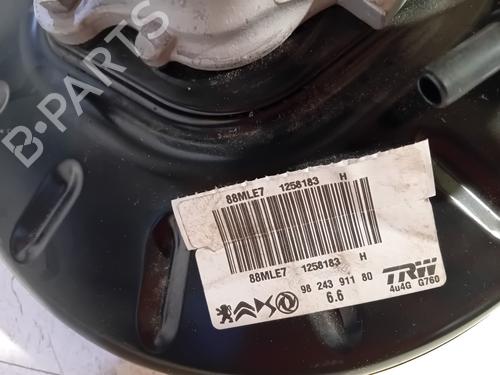 B-PARTS
88MLE7 1258183 H
88MLE7 1258183 H
98 243 911 80
6.6
TRW
4u4G G760